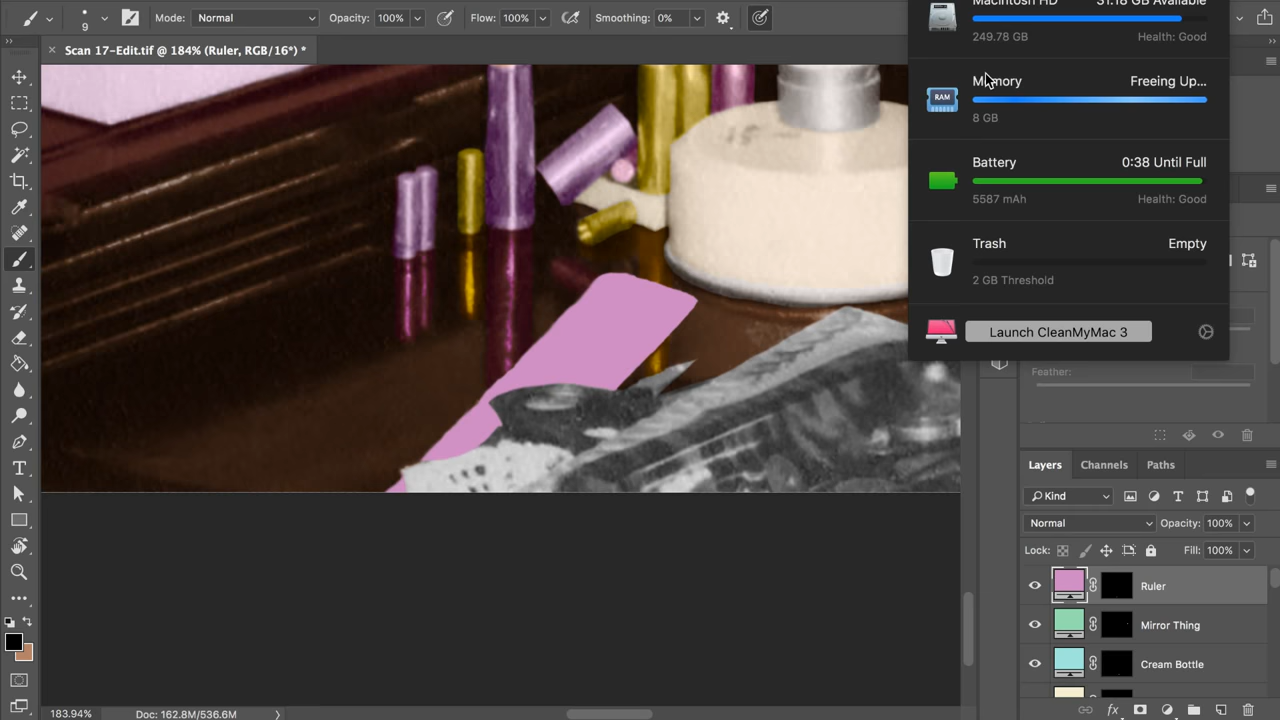 9
Mode: Normal
Opacity: 100%
Flow: 100%
Smoothing: 0%
Scan 17-Edit.tif @ 184% (Ruler, RGB/16*) *
Macintosh HD
31.18 GB Available
249.78 GB
Health: Good
RAM
Memory
Freeing Up...
8 GB
Battery
0:38 Until Full
5587 mAh
Health: Good
Trash
Empty
2 GB Threshold
Launch CleanMyMac 3
Feather:
Layers
Channels
Paths
Kind
Normal
Opacity: 100%
Lock:
Fill: 100%
Ruler
Mirror Thing
Cream Bottle
fx
183.94%
Doc: 162.8M/536.6M